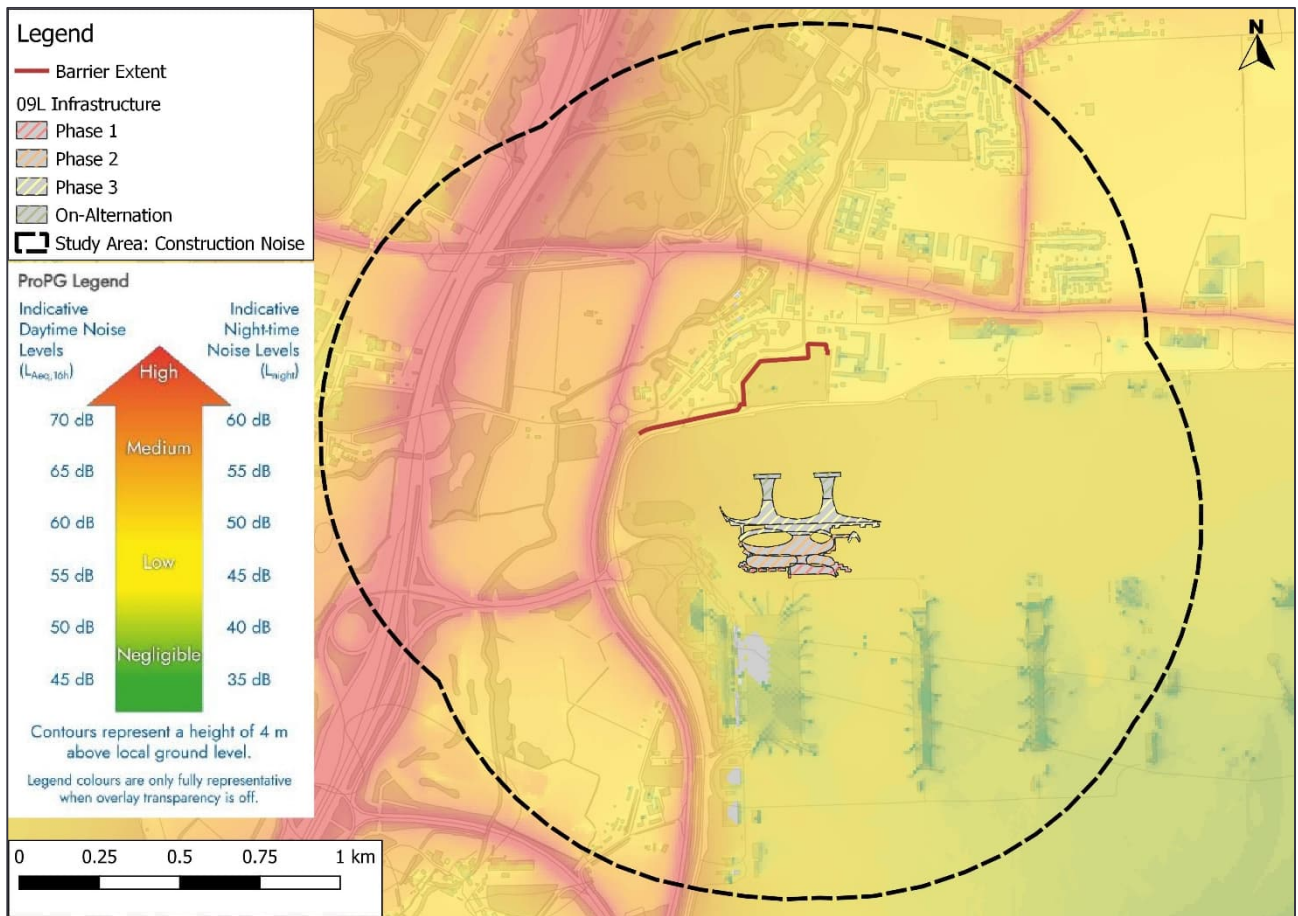 Legend
Barrier Extent
09L Infrastructure
Phase 1
Phase 2
Phase 3
On-Alternation
Study Area: Construction Noise
ProPG Legend
Indicative
Daytime Noise
Levels
(LAeq,16h)
Indicative
Night-time
Noise Levels
(Lnight)
High
70 dB
60 dB
Medium
65 dB
55 dB
60 dB
50 dB
Low
55 dB
45 dB
50 dB
40 dB
Negligible
45 dB
35 dB
Contours represent a height of 4 m
above local ground level.
Legend colours are only fully representative
when overlay transparency is off.
0 0.25 0.5 0.75 1 km
N